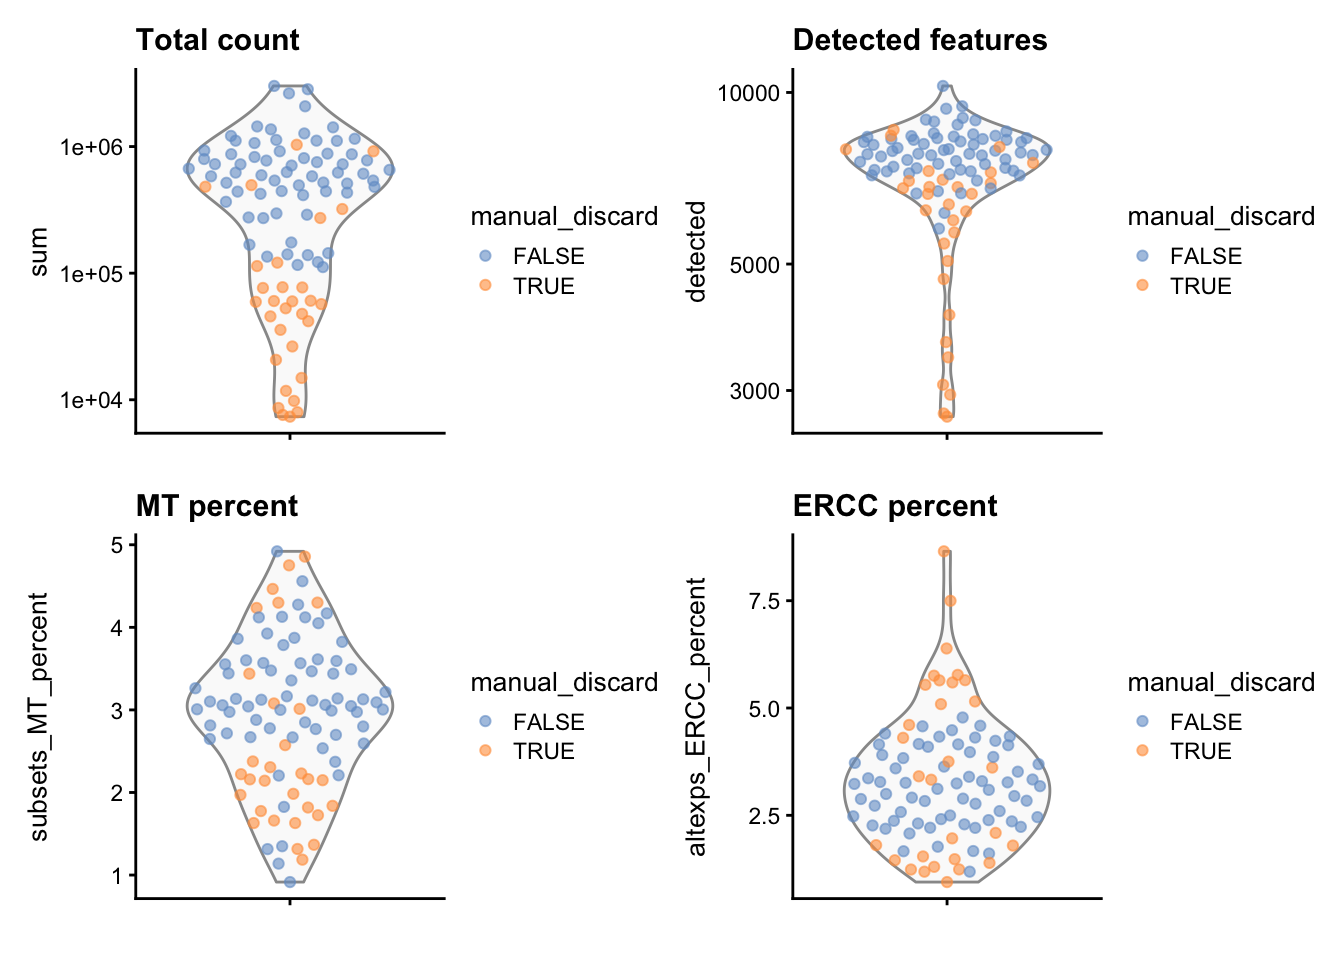 Total count
1e+06
1e+05
1e+04
sum
manual_discard
FALSE
TRUE
Detected features
10000
5000
3000
detected
manual_discard
FALSE
TRUE
MT percent
5
4
3
2
1
subsets_MT_percent
manual_discard
FALSE
TRUE
ERCC percent
7.5
5.0
2.5
altexps_ERCC_percent
manual_discard
FALSE
TRUE